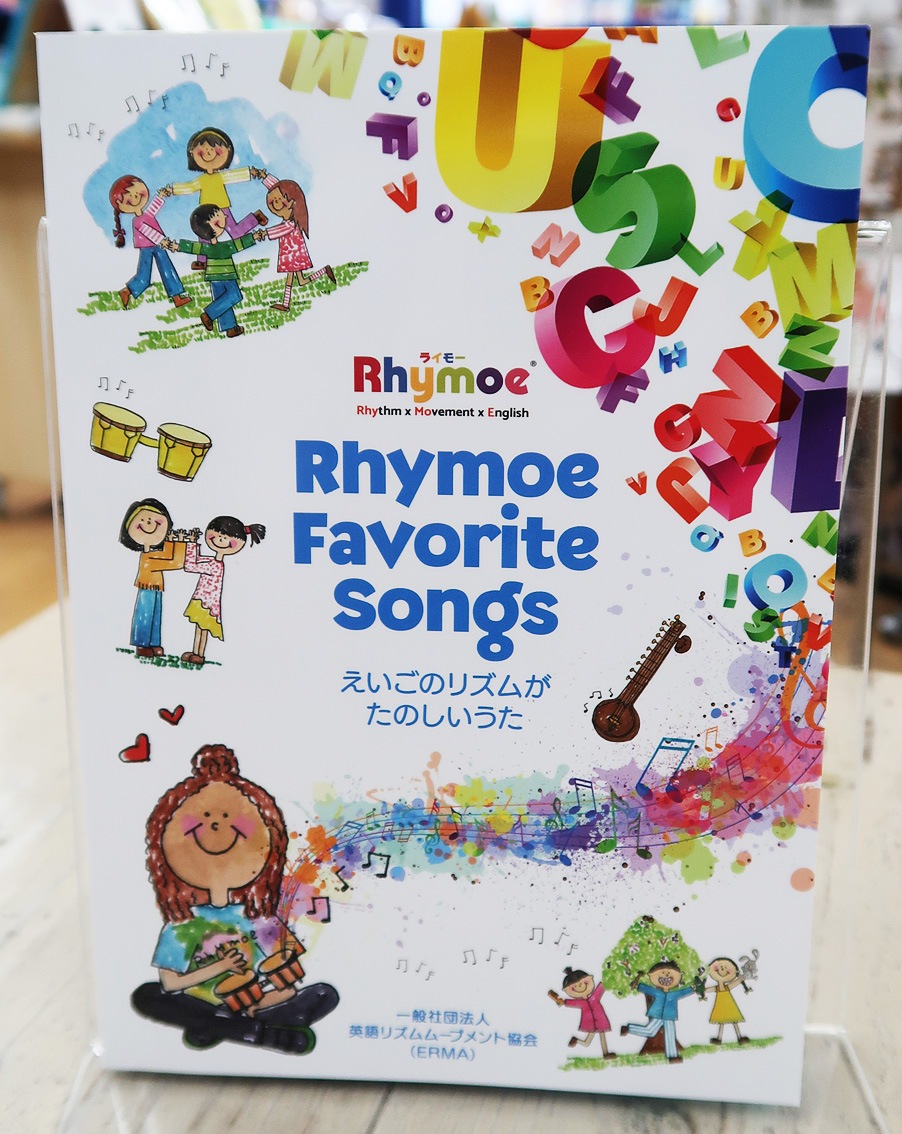 ライモー
Rhymoe®
Rhythm x Movement x English
Rhymoe
Favorite
Songs
えいごのリズムが
たのしいうた
Rhymoe
一般社団法人
英語リズムムーブメント協会
(ERMA)